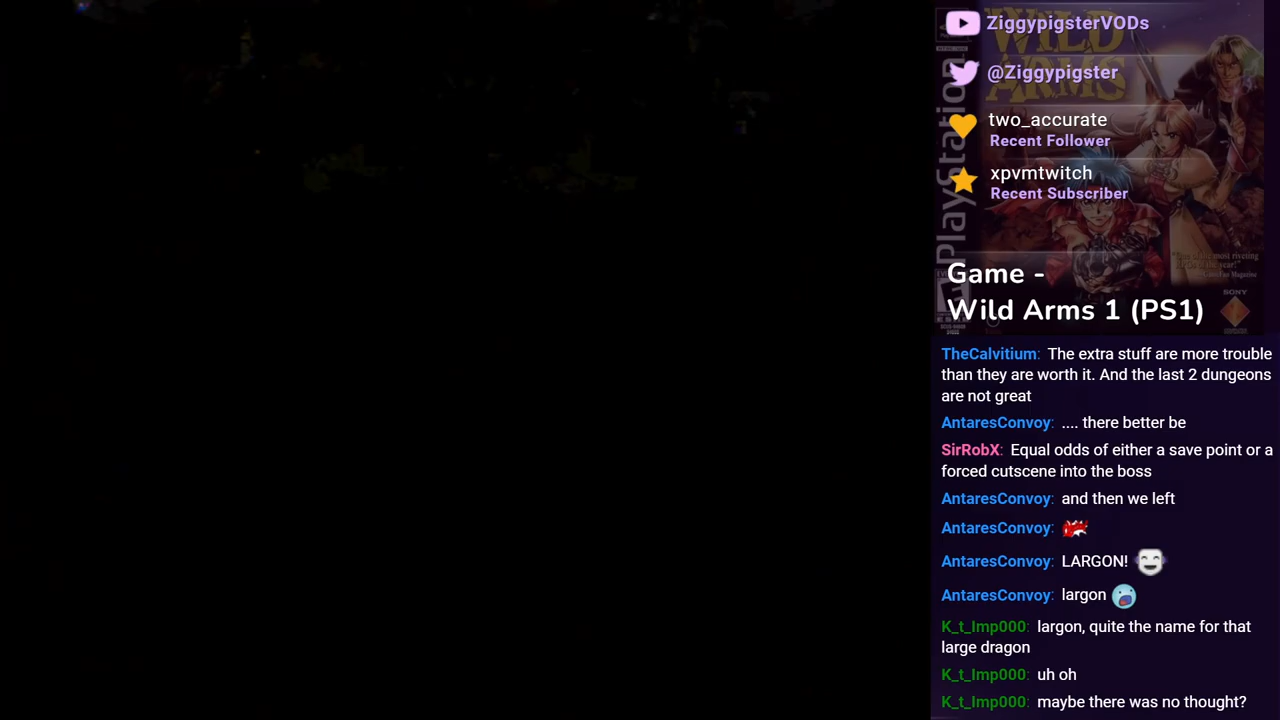 ZiggypigsterVODs
@Ziggypigster
two_accurate
Recent Follower
xpvmtwitch
Recent Subscriber
WILD
ARMS
PlayStation
SONY
Game -
Wild Arms 1 (PS1)
TheCalvitium: The extra stuff are more trouble
than they are worth it. And the last 2 dungeons
are not great
AntaresConvoy: .... there better be
SirRobX: Equal odds of either a save point or a
forced cutscene into the boss
AntaresConvoy: and then we left
AntaresConvoy:
AntaresConvoy: LARGON!
AntaresConvoy: largon
K_t_Imp000: largon, quite the name for that
large dragon
K_t_Imp000: uh oh
K_t_Imp000: maybe there was no thought?